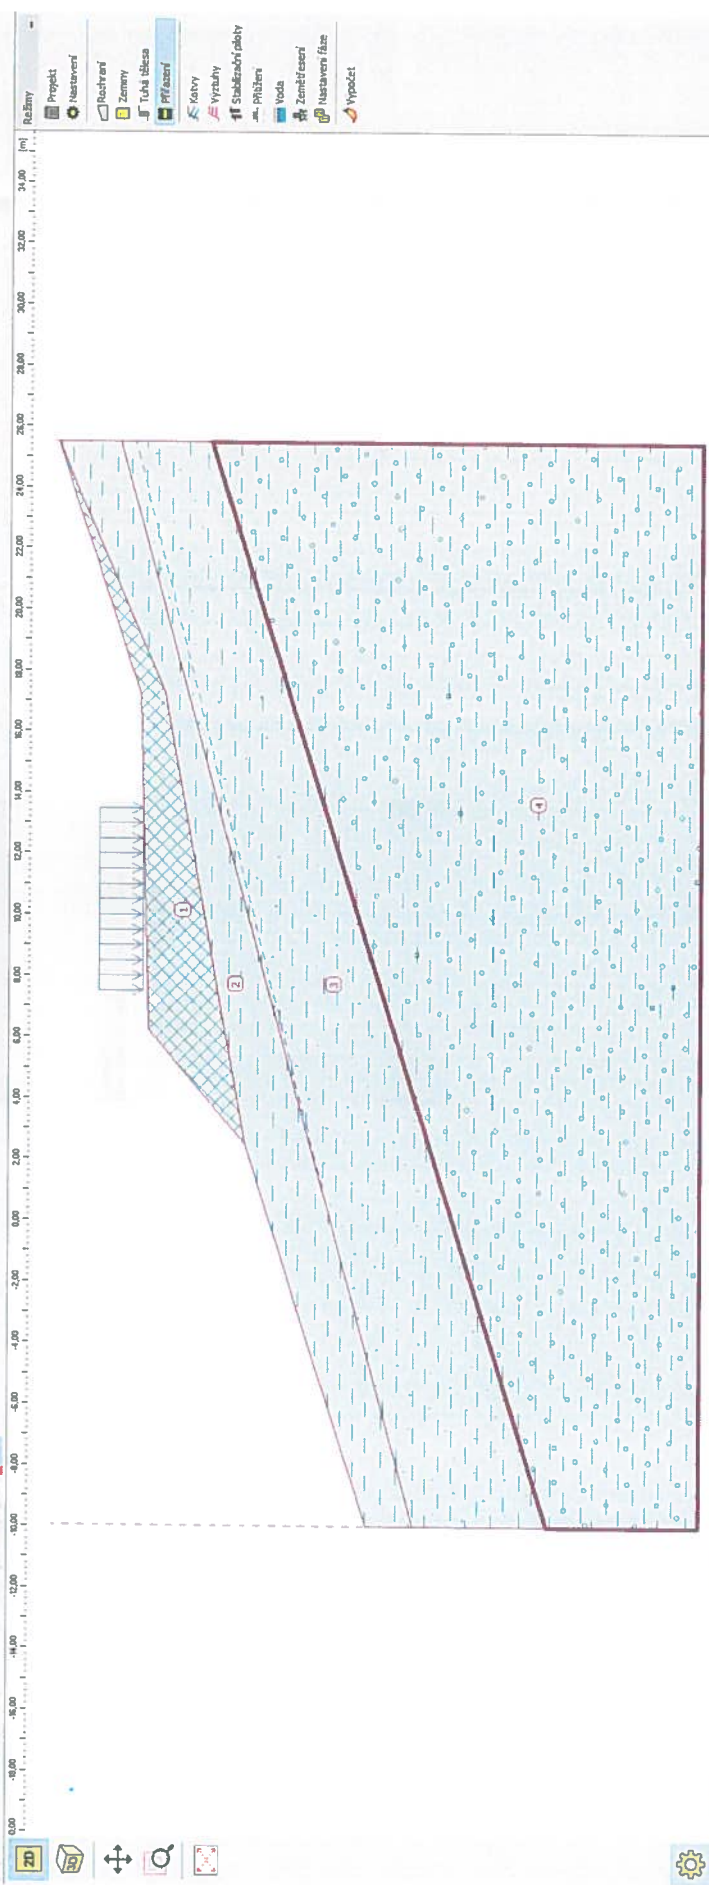 2D
3D
0,00 -18,00 -16,00 -14,00 -12,00 -10,00 -8,00 -6,00 -4,00 -2,00 0,00 2,00 4,00 6,00 8,00 10,00 12,00 14,00 16,00 18,00 20,00 22,00 24,00 26,00 28,00 30,00 32,00 34,00 [m]
1
2
3
4
Režimy
Projekt
Nastavení
Rozhraní
Zeminy
Tuhá tělesa
Přiřazení
Kotvy
Výztuhy
Stabilizační piloty
Přitížení
Voda
Zemětřesení
Nastavení fáze
Výpočet